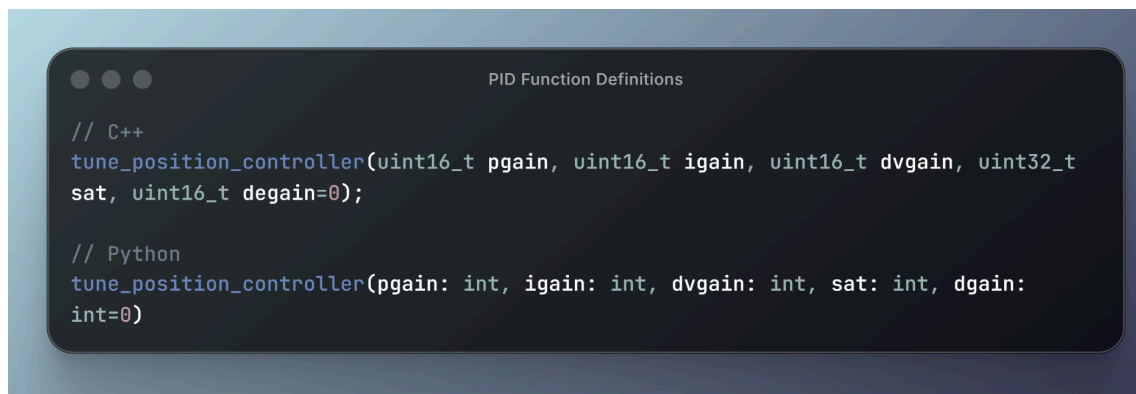 PID Function Definitions
// C++
tune_position_controller(uint16_t pgain, uint16_t igain, uint16_t dvgain, uint32_t
sat, uint16_t degain=0);
// Python
tune_position_controller(pgain: int, igain: int, dvgain: int, sat: int, dgain:
int=0)